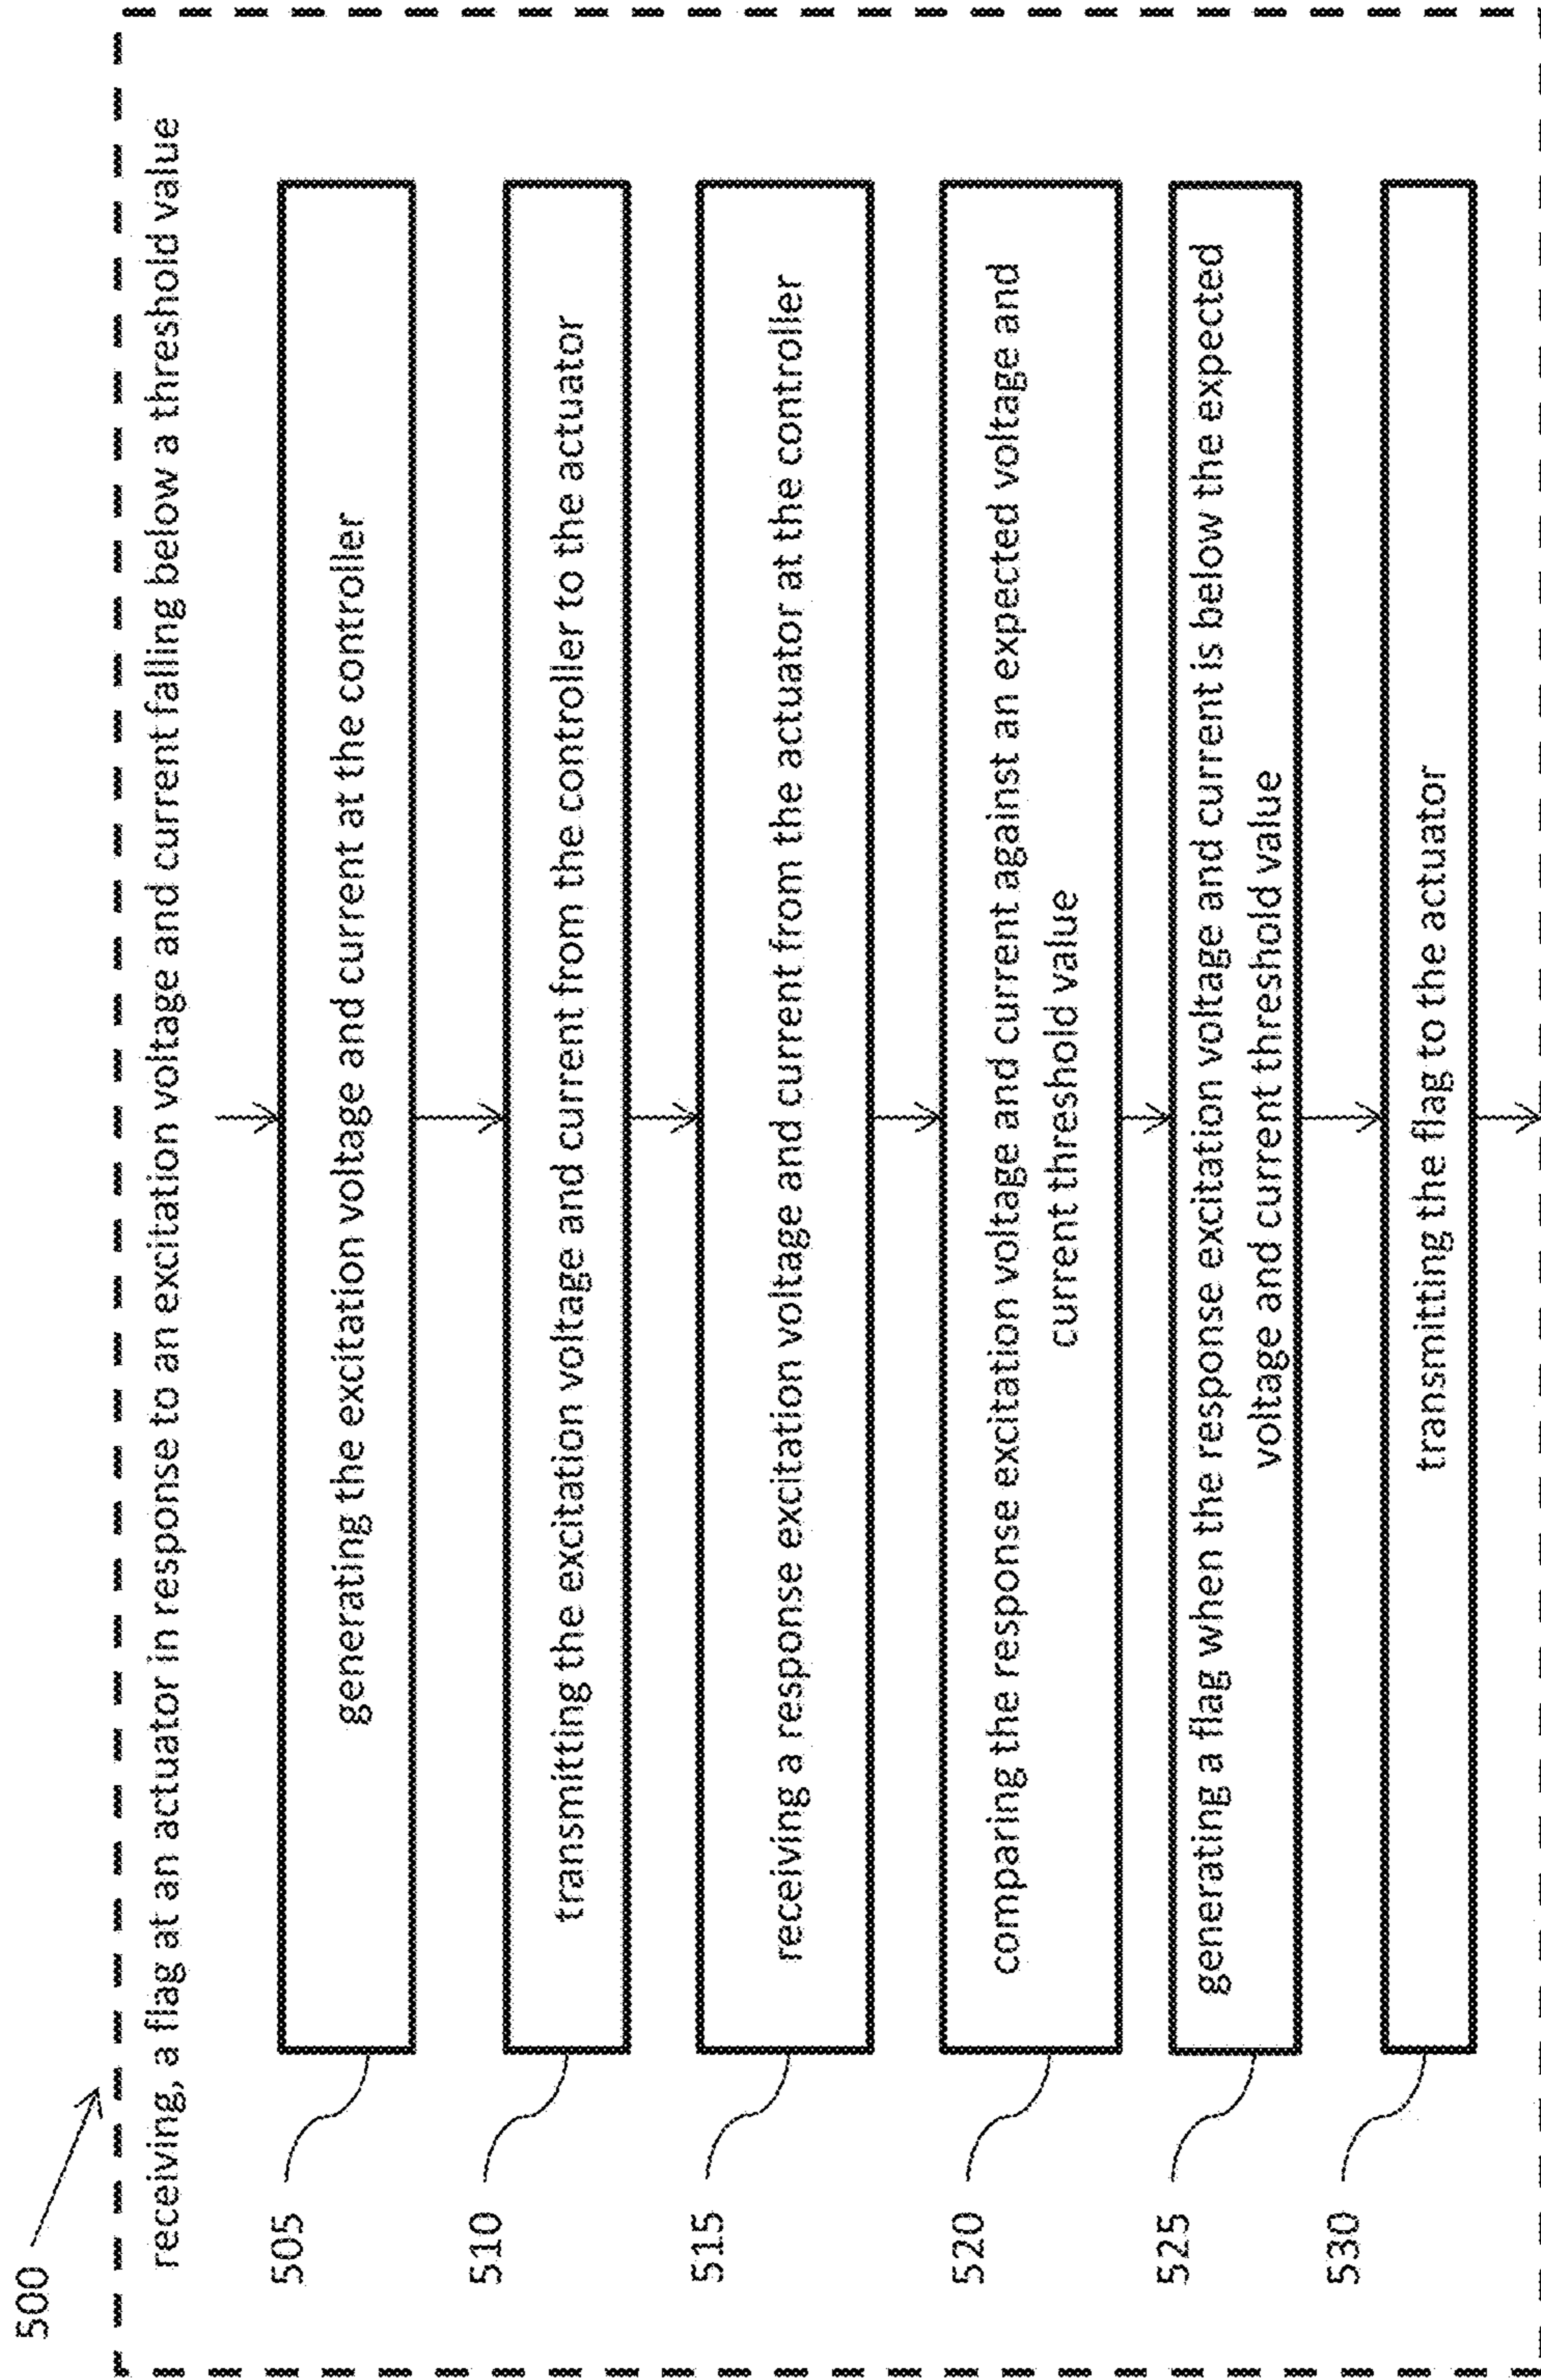 500
receiving, a flag at an actuator in response to an excitation voltage and current falling below a threshold value
505
generating the excitation voltage and current at the controller
510
transmitting the excitation voltage and current from the controller to the actuator
515
receiving a response excitation voltage and current from the actuator at the controller
520
comparing the response excitation voltage and current against an expected voltage and
current threshold value
525
generating a flag when the response excitation voltage and current is below the expected
voltage and current threshold value
530
transmitting the flag to the actuator